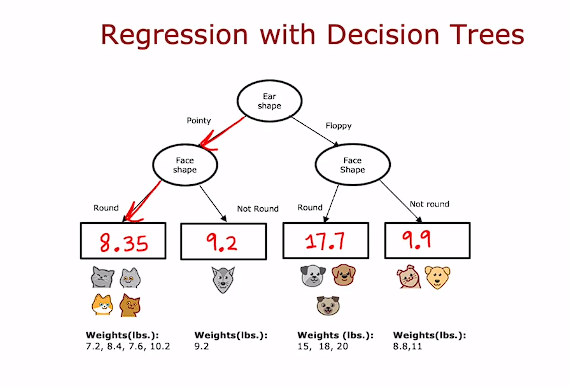 Regression with Decision Trees
Ear
shape
Pointy
Floppy
Face
shape
Face
Shape
Round
Not Round
Round
Not round
8.35
9.2
17.7
9.9
Weights(lbs.):
7.2, 8.4, 7.6, 10.2
Weights(lbs.):
9.2
Weights (lbs.):
15, 18, 20
Weights(lbs.):
8.8,11